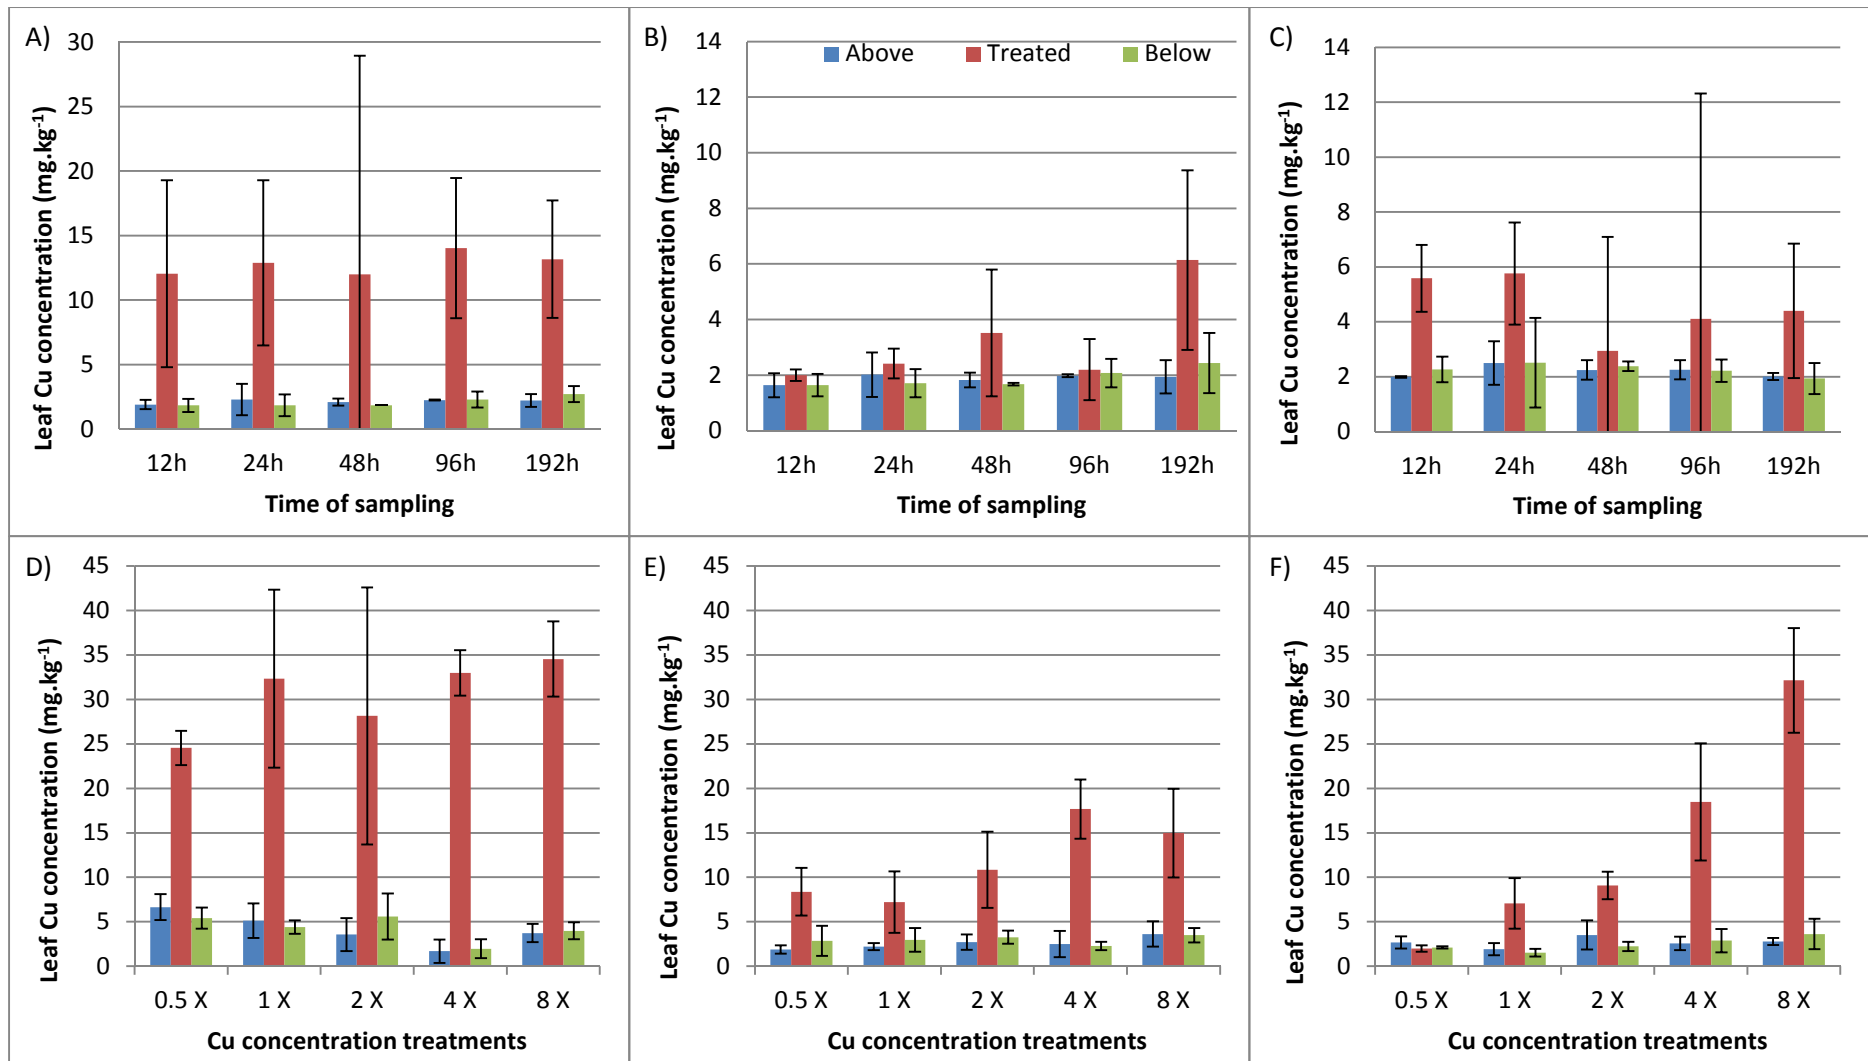 A)
30
25
20
15
10
5
0
Leaf Cu concentration (mg.kg-1)
12h 24h 48h 96h 192h
Time of sampling
B)
Above Treated Below
14
12
10
8
6
4
2
0
Leaf Cu concentration (mg.kg-1)
12h 24h 48h 96h 192h
Time of sampling
C)
14
12
10
8
6
4
2
0
Leaf Cu concentration (mg.kg-1)
12h 24h 48h 96h 192h
Time of sampling
D)
45
40
35
30
25
20
15
10
5
0
Leaf Cu concentration (mg.kg-1)
0.5 X 1 X 2 X 4 X 8 X
Cu concentration treatments
E)
45
40
35
30
25
20
15
10
5
0
Leaf Cu concentration (mg.kg-1)
0.5 X 1 X 2 X 4 X 8 X
Cu concentration treatments
F)
45
40
35
30
25
20
15
10
5
0
Leaf Cu concentration (mg.kg-1)
0.5 X 1 X 2 X 4 X 8 X
Cu concentration treatments